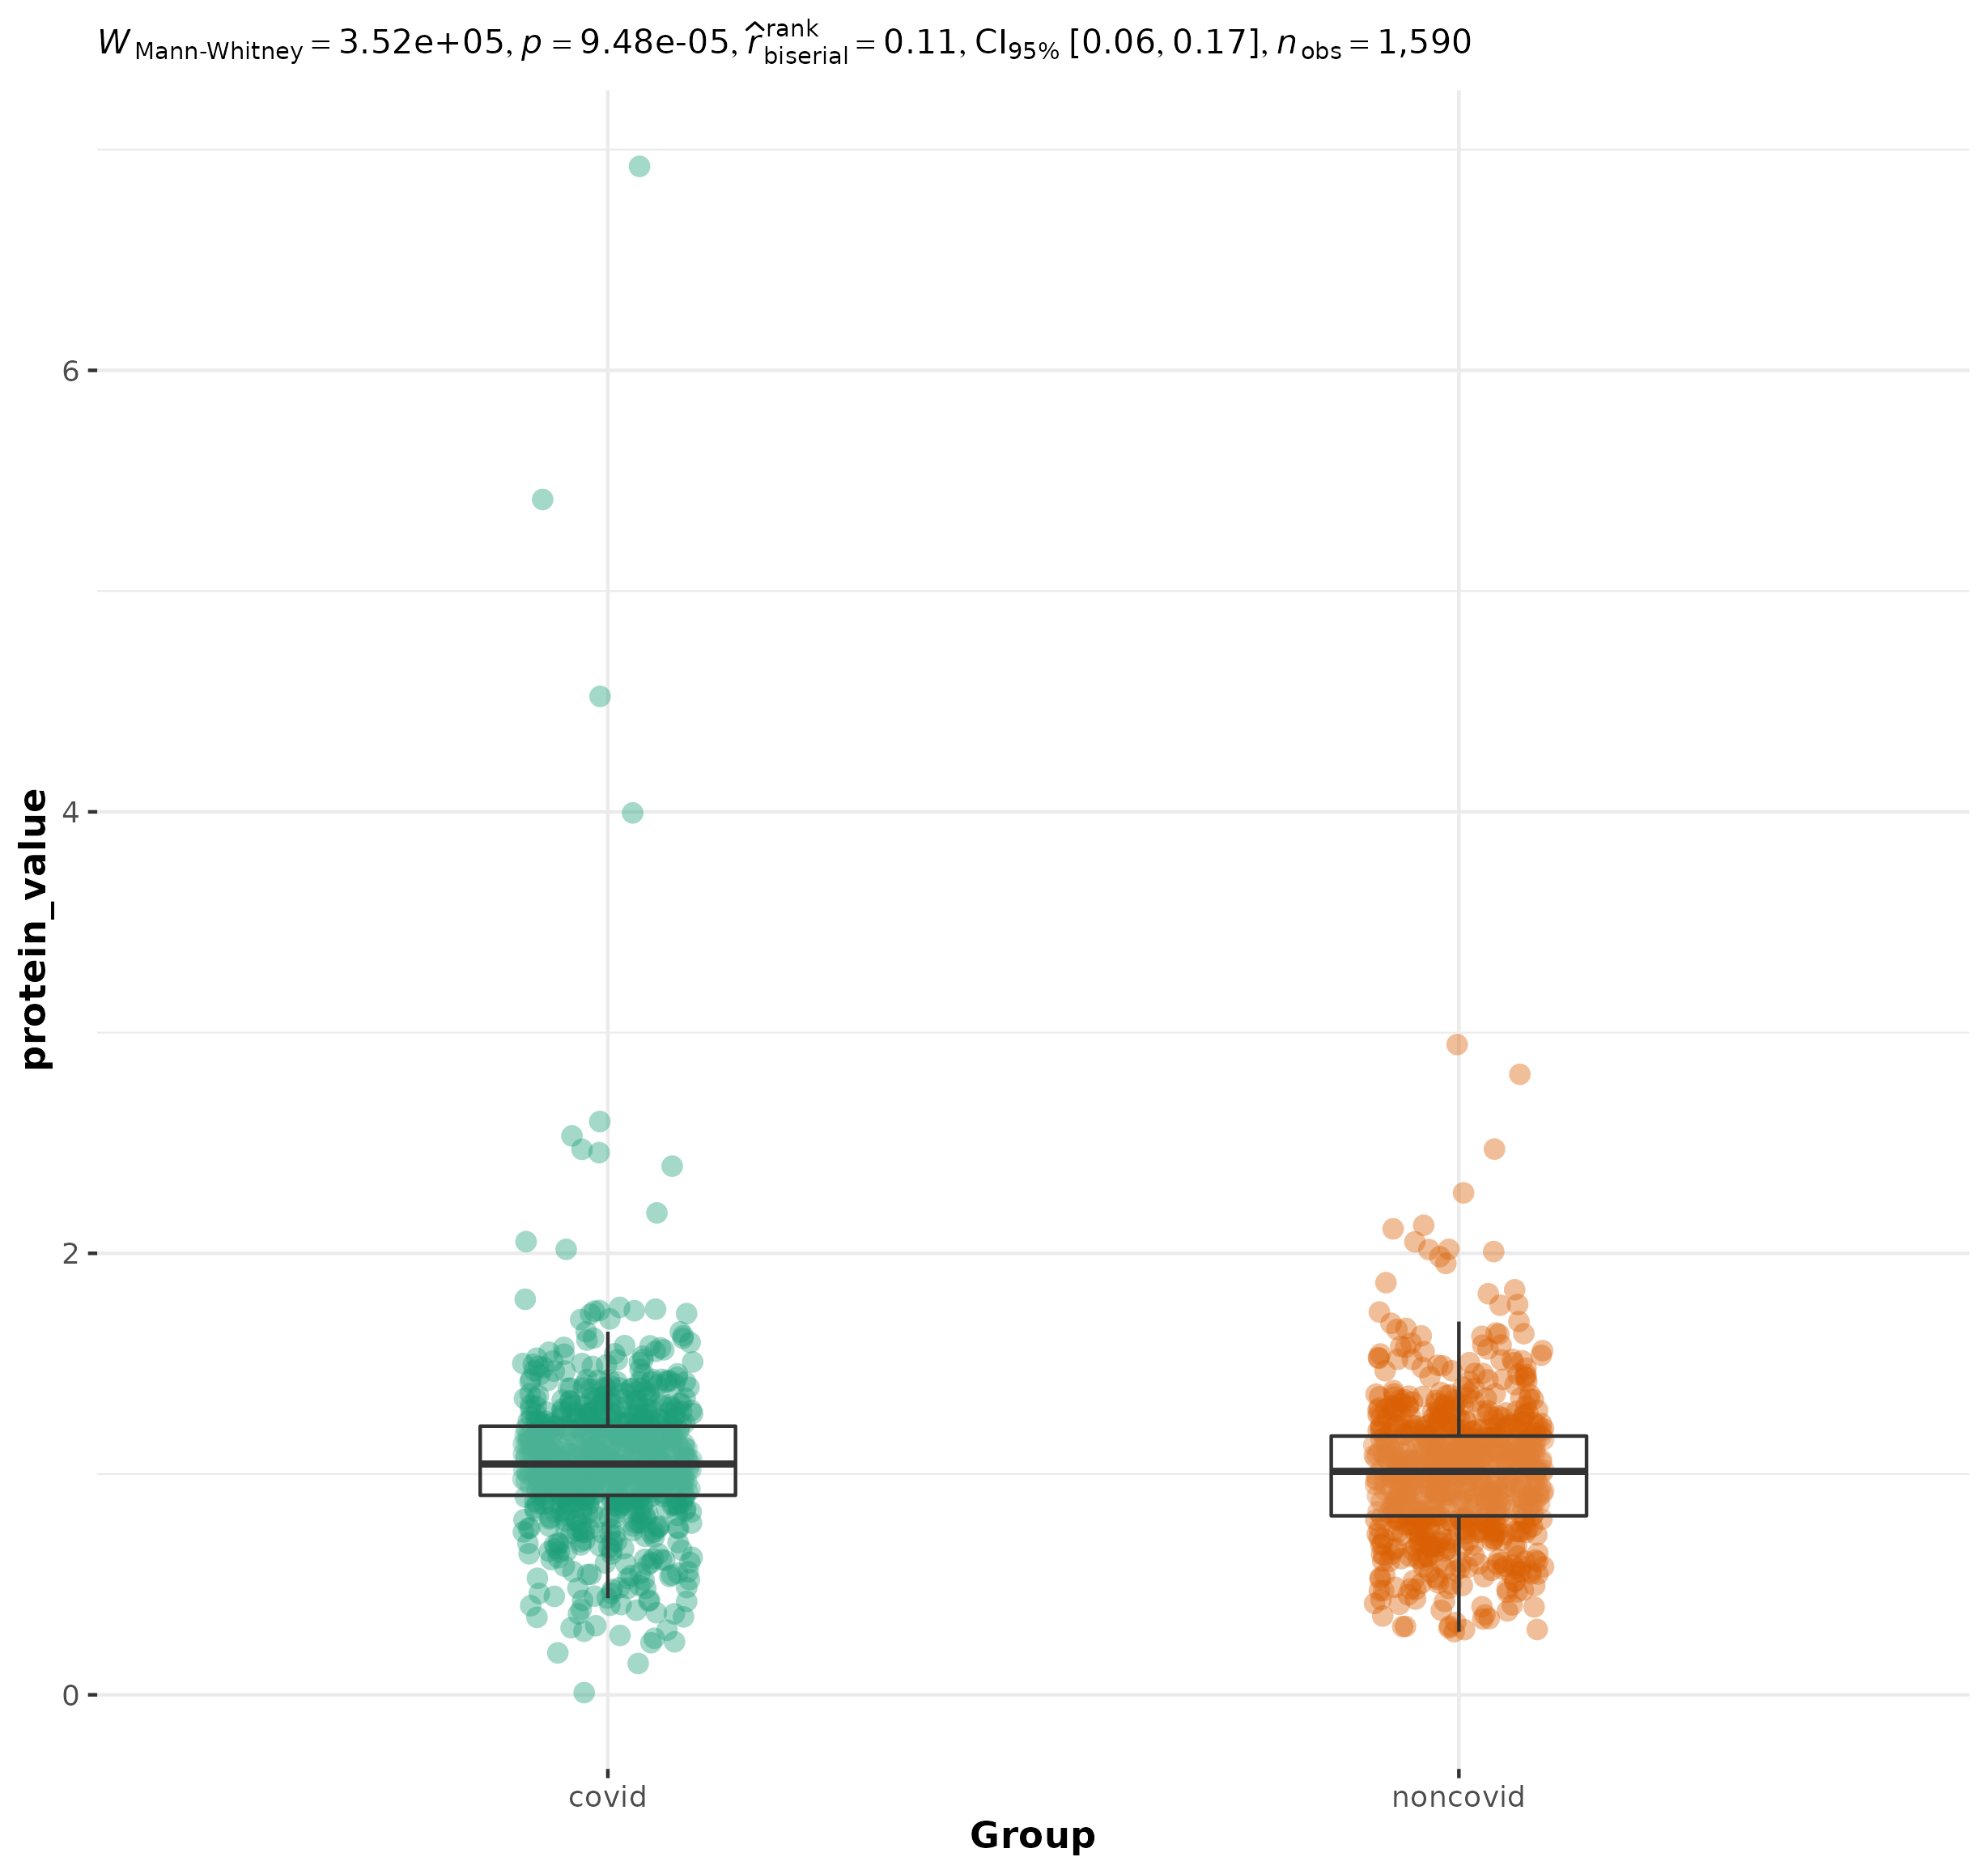 W Mann-Whitney = 3.52e+05, p = 9.48e-05, r̂ rank biserial = 0.11, CI95% [0.06, 0.17], n obs = 1,590
6
4
2
0
protein_value
covid
noncovid
Group